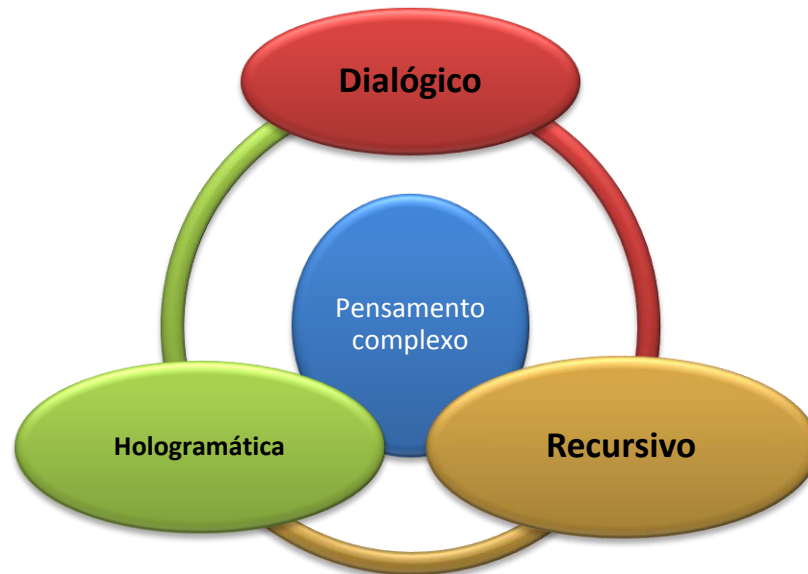 Dialógico
Pensamento
complexo
Hologramática
Recursivo